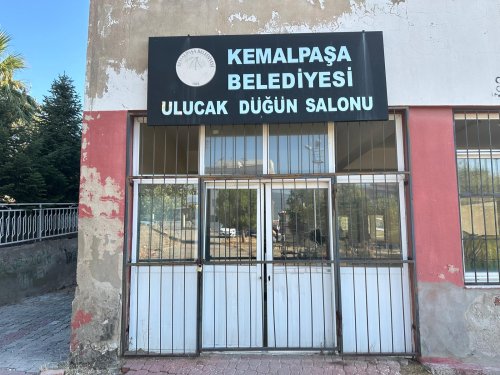 KEMALPAŞA
BELEDİYESİ
ULUCAK DÜĞÜN SALONU